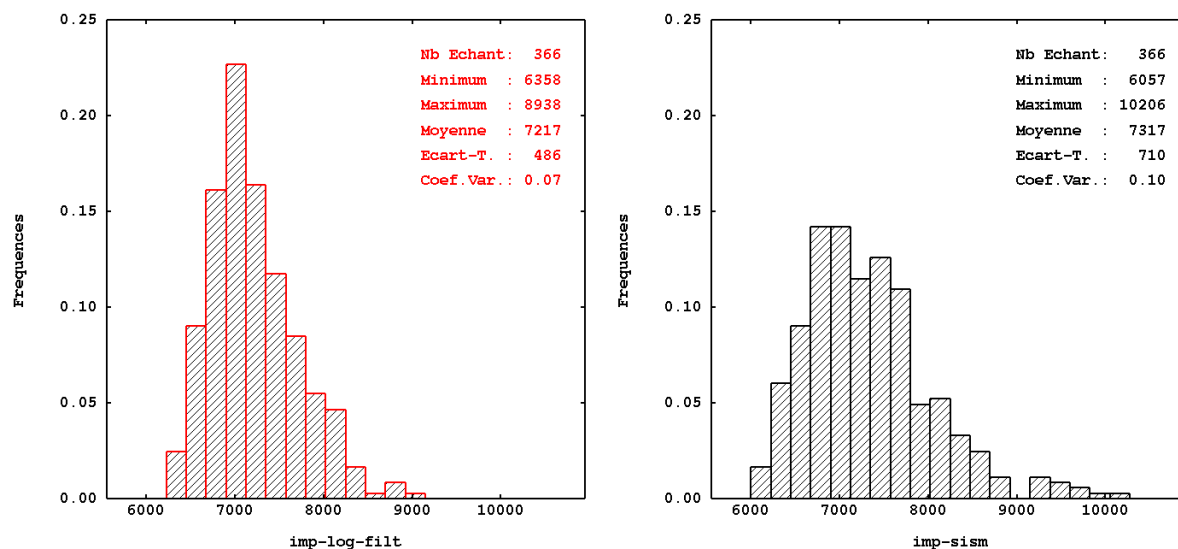 0.25
0.20
0.15
0.10
0.05
0.00
Frequences
Nb Echant: 366
Minimum : 6358
Maximum : 8938
Moyenne : 7217
Ecart-T. : 486
Coef.Var.: 0.07
6000 7000 8000 9000 10000
imp-log-filt
0.25
0.20
0.15
0.10
0.05
0.00
Frequences
Nb Echant: 366
Minimum : 6057
Maximum : 10206
Moyenne : 7317
Ecart-T. : 710
Coef.Var.: 0.10
6000 7000 8000 9000 10000
imp-sism